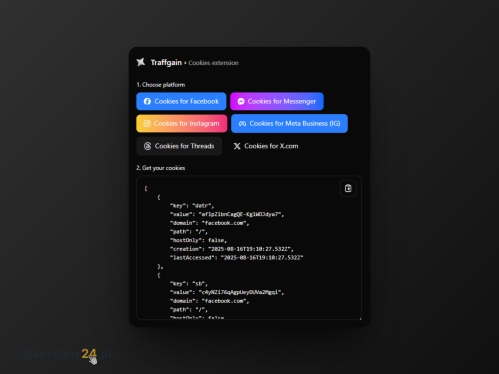 Traffgain • Cookies extension
1. Choose platform
Cookies for Facebook
Cookies for Messenger
Cookies for Instagram
Cookies for Meta Business (IG)
Cookies for Threads
Cookies for X.com
2. Get your cookies
[
{
"key": "datr",
"value": "aflpZibnCagQE-KglWOJdya7",
"domain": "facebook.com",
"path": "/",
"hostOnly": false,
"creation": "2025-08-16T19:10:27.532Z",
"lastAccessed": "2025-08-16T19:10:27.532Z"
},
{
"key": "sb",
"value": "c4yNZi76qAgpUeyDUVa2Mgqi",
"domain": "facebook.com",
"path": "/",
"hostOnly": false,
24